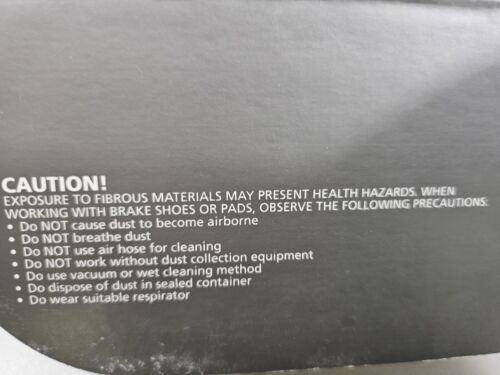 CAUTION!
EXPOSURE TO FIBROUS MATERIALS MAY PRESENT HEALTH HAZARDS. WHEN
WORKING WITH BRAKE SHOES OR PADS, OBSERVE THE FOLLOWING PRECAUTIONS:
• Do NOT cause dust to become airborne
• Do NOT breathe dust
• Do NOT use air hose for cleaning
• Do NOT work without dust collection equipment
• Do use vacuum or wet cleaning method
• Do dispose of dust in sealed container
• Do wear suitable respirator